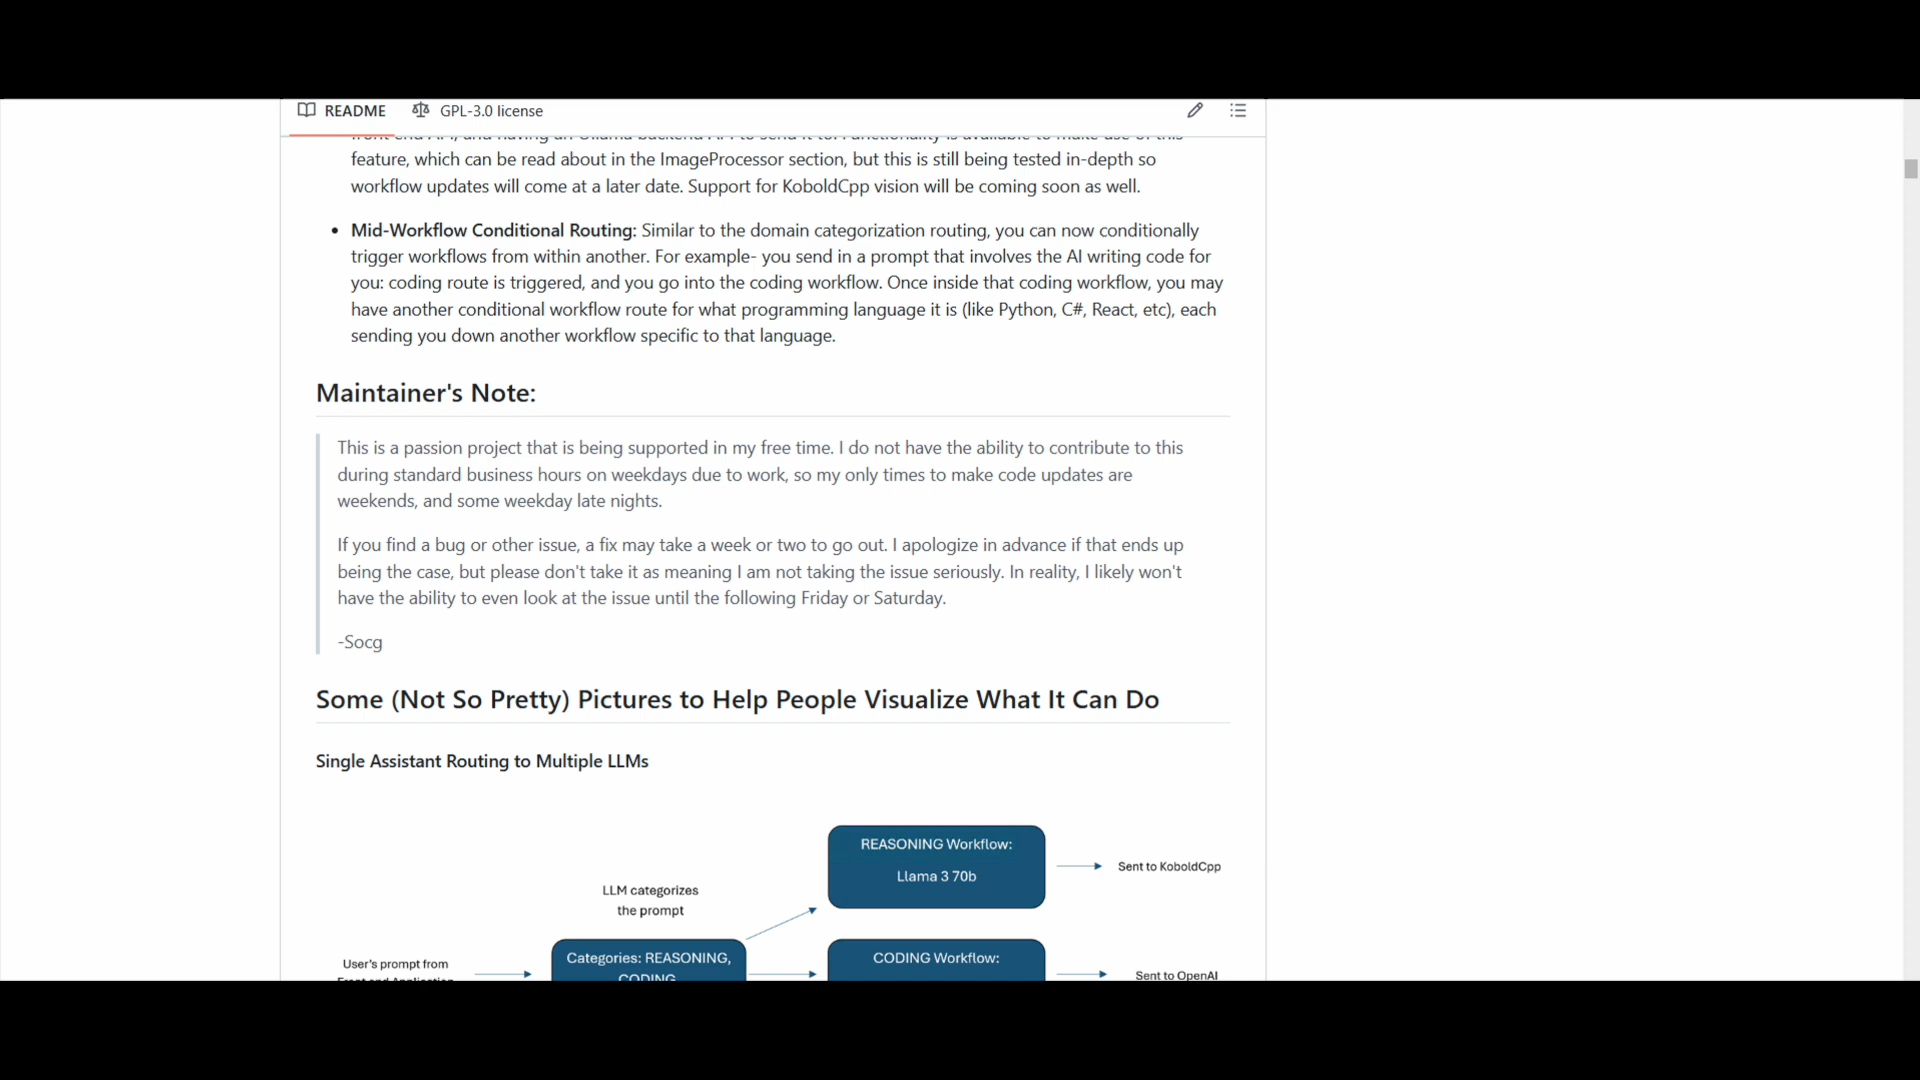 README
GPL-3.0 license
feature, which can be read about in the ImageProcessor section, but this is still being tested in-depth so
workflow updates will come at a later date. Support for KoboldCpp vision will be coming soon as well.
Mid-Workflow Conditional Routing: Similar to the domain categorization routing, you can now conditionally
trigger workflows from within another. For example- you send in a prompt that involves the AI writing code for
you: coding route is triggered, and you go into the coding workflow. Once inside that coding workflow, you may
have another conditional workflow route for what programming language it is (like Python, C#, React, etc), each
sending you down another workflow specific to that language.
Maintainer's Note:
This is a passion project that is being supported in my free time. I do not have the ability to contribute to this
during standard business hours on weekdays due to work, so my only times to make code updates are
weekends, and some weekday late nights.
If you find a bug or other issue, a fix may take a week or two to go out. I apologize in advance if that ends up
being the case, but please don't take it as meaning I am not taking the issue seriously. In reality, I likely won't
have the ability to even look at the issue until the following Friday or Saturday.
-Socg
Some (Not So Pretty) Pictures to Help People Visualize What It Can Do
Single Assistant Routing to Multiple LLMs
REASONING Workflow:
Llama 3 70b
Sent to KoboldCpp
LLM categorizes
the prompt
User's prompt from
Categories: REASONING,
CODING
CODING Workflow:
Sent to OpenAI